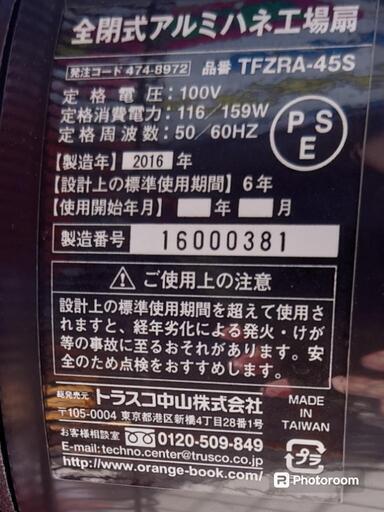 全閉式アルミハネ工場扇
発注コード 474-8972 品番 TFZRA-45S
定格電圧：100V
定格消費電力：116/159W
定格周波数：50/60HZ
PSE
【製造年】2016年
【設計上の標準使用期間】6年
【使用開始年月】 年 月
製造番号 16000381
ご使用上の注意
設計上の標準使用期間を超えて使用され
ますと、経年劣化による発火・けが
等の事故に至るおそれがあります。安
全のため点検をおすすめします。
総発売元 トラスコ中山株式会社
〒105-0004 東京都港区新橋4丁目28番1号
お客様相談室 0120-509-849
E-mail: techno.center@trusco.co.jp
http://www.orange-book.com/
MADE IN
TAIWAN
プラ
Photoroom